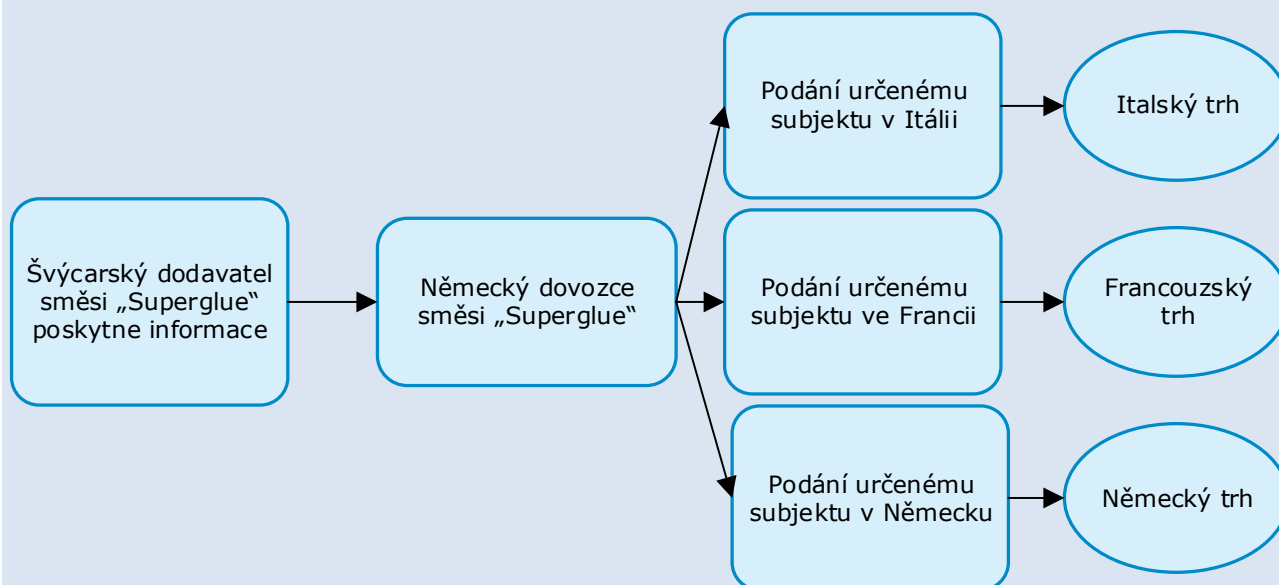 Švýcarský dodavatel
směsi „Superglue“
poskytne informace
Německý dovozce
směsi „Superglue“
Podání určenému
subjektu v Itálii
Italský trh
Podání určenému
subjektu ve Francii
Francouzský
trh
Podání určenému
subjektu v Německu
Německý trh